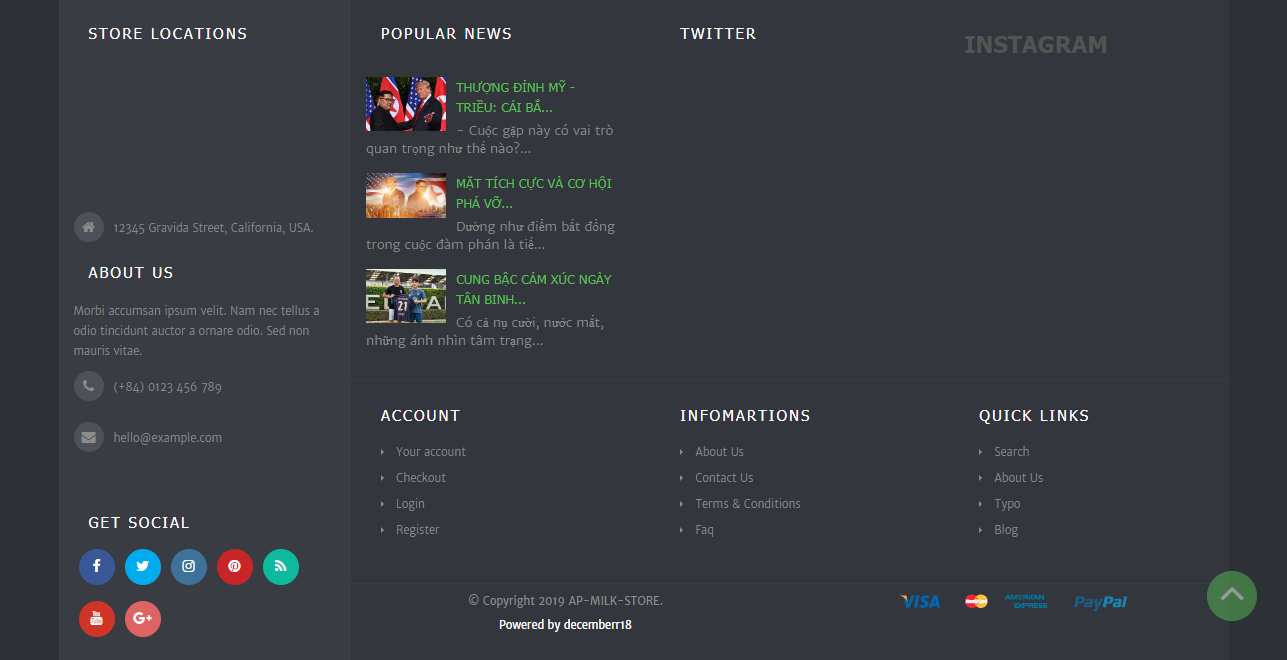 STORE LOCATIONS
12345 Gravida Street, California, USA.
ABOUT US
Morbi accumsan ipsum velit. Nam nec tellus a
odio tincidunt auctor a ornare odio. Sed non
mauris vitae.
(+84) 0123 456 789
hello@example.com
GET SOCIAL
You
Tube
G+
POPULAR NEWS
THƯỢNG ĐỈNH MỸ -
TRIỀU: CÁI BẮ...
- Cuộc gặp này có vai trò
quan trọng như thế nào?...
MẶT TÍCH CỰC VÀ CƠ HỘI
PHÁ VỠ...
Dường như điểm bất đồng
trong cuộc đàm phán là tiề...
21
CUNG BẬC CẢM XÚC NGÀY
TÂN BINH...
Có cả nụ cười, nước mắt,
những ánh nhìn tâm trạng...
TWITTER
INSTAGRAM
ACCOUNT
Your account
Checkout
Login
Register
INFOMARTIONS
About Us
Contact Us
Terms & Conditions
Faq
QUICK LINKS
Search
About Us
Typo
Blog
© Copyright 2019 AP-MILK-STORE.
Powered by decemberr18
VISA
MasterCard
AMERICAN
EXPRESS
PayPal